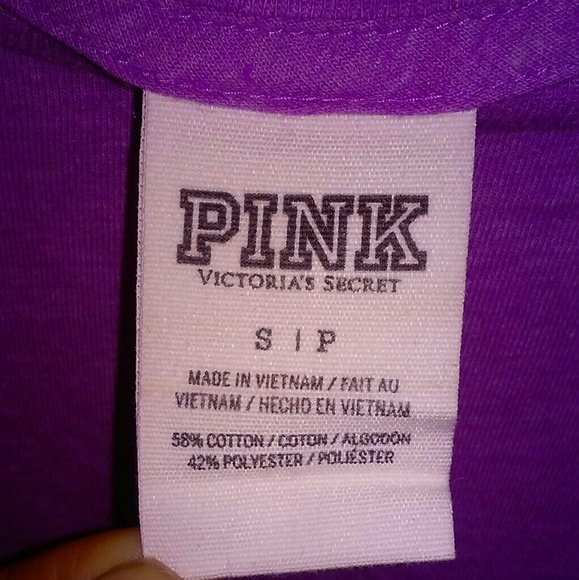 PINK
VICTORIA'S SECRET
S | P
MADE IN VIETNAM / FAIT AU
VIETNAM / HECHO EN VIETNAM
58% COTTON / COTON / ALGODÓN
42% POLYESTER / POLIÉSTER